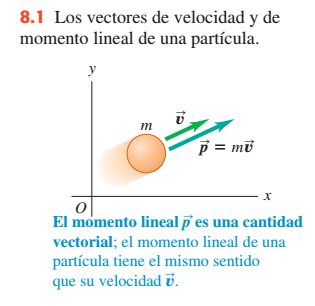 8.1 Los vectores de velocidad y de
momento lineal de una partícula.
y
m
v⃗
p⃗ = mv⃗
x
O
El momento lineal p⃗ es una cantidad
vectorial; el momento lineal de una
partícula tiene el mismo sentido
que su velocidad v⃗.